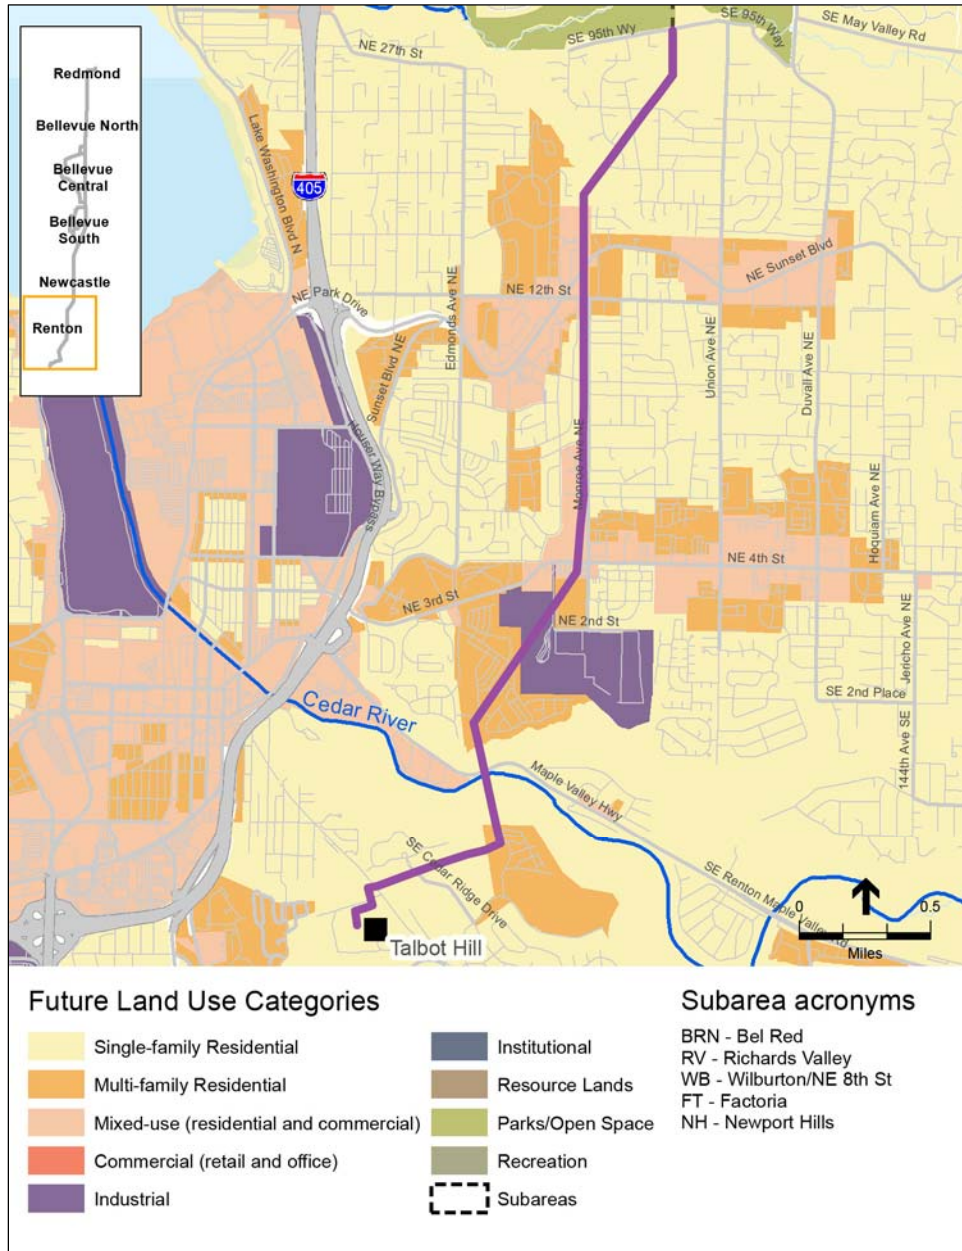 SE 95th Wy
SE 95th Way
SE May Valley Rd
NE 27th St
Redmond
Bellevue North
Bellevue
Central
Bellevue
South
Newcastle
Renton
Lake Washington Blvd N
405
NE Sunset Blvd
NE Park Drive
NE 12th St
Edmonds Ave NE
Sunset Blvd NE
Union Ave NE
Duvall Ave NE
Houser Way Bypass
Monroe Ave NE
Hoquiam Ave NE
NE 4th St
NE 3rd St
NE 2nd St
Jericho Ave NE
SE 2nd Place
144th Ave SE
Cedar River
Maple Valley Hwy
SE Cedar Ridge Drive
SE Renton Maple Valley Rd
0
0.5
Miles
Talbot Hill
Future Land Use Categories
Single-family Residential
Multi-family Residential
Mixed-use (residential and commercial)
Commercial (retail and office)
Industrial
Institutional
Resource Lands
Parks/Open Space
Recreation
Subareas
Subarea acronyms
BRN - Bel Red
RV - Richards Valley
WB - Wilburton/NE 8th St
FT - Factoria
NH - Newport Hills